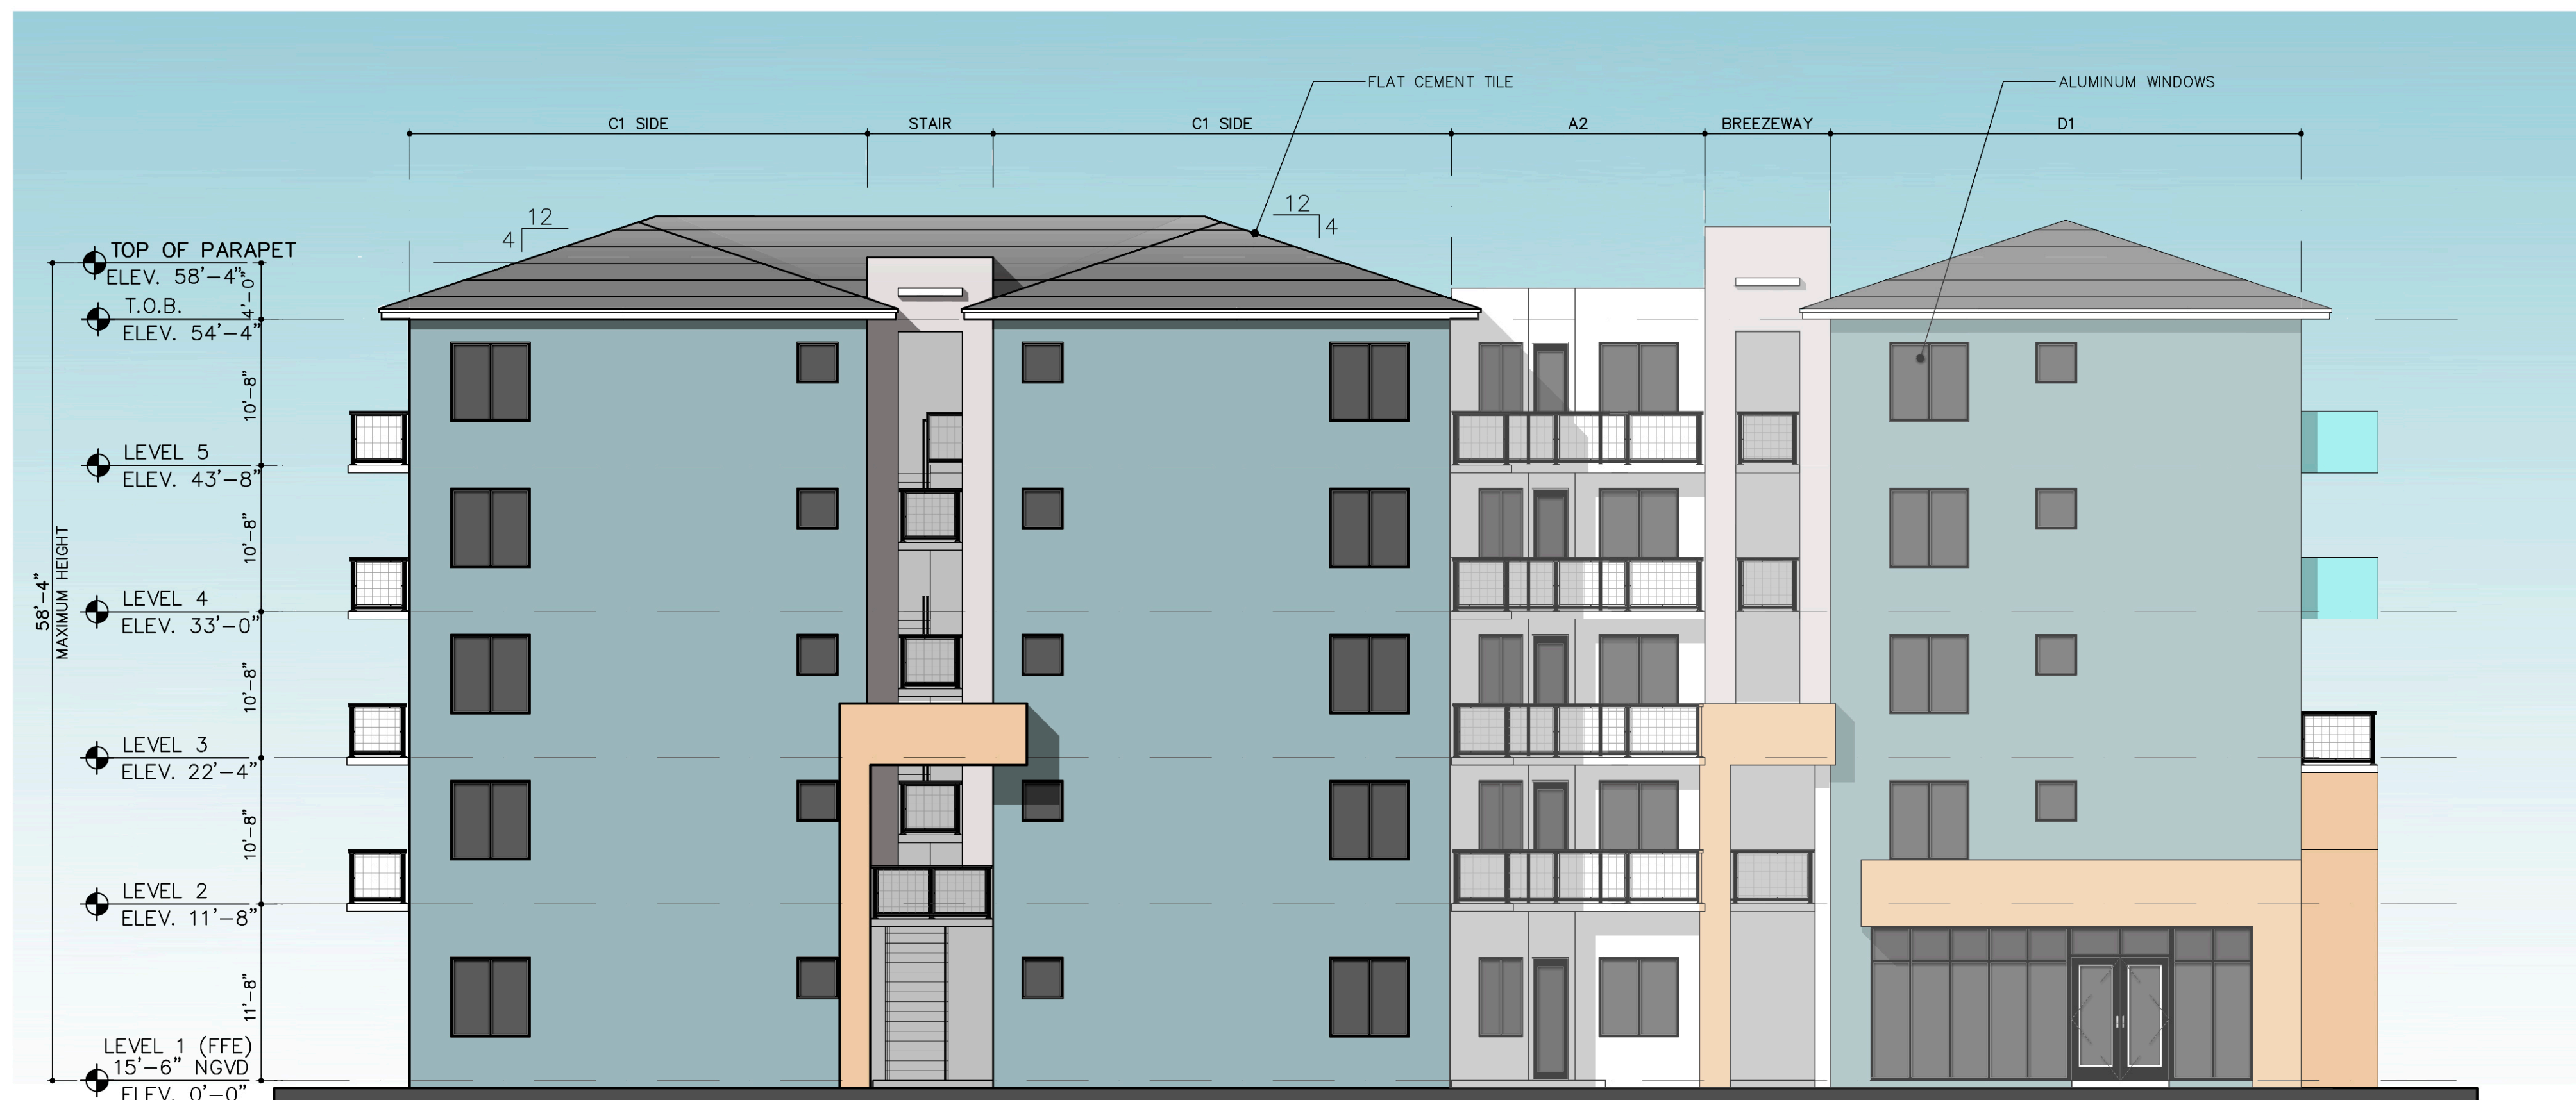 FLAT CEMENT TILE
ALUMINUM WINDOWS
C1 SIDE
STAIR
C1 SIDE
A2
BREEZEWAY
D1
12
4
12
4
TOP OF PARAPET
ELEV. 58'-4"
4'-0"
T.O.B.
ELEV. 54'-4"
10'-8"
LEVEL 5
ELEV. 43'-8"
10'-8"
58'-4"
MAXIMUM HEIGHT
LEVEL 4
ELEV. 33'-0"
10'-8"
LEVEL 3
ELEV. 22'-4"
10'-8"
LEVEL 2
ELEV. 11'-8"
11'-8"
LEVEL 1 (FFE)
15'-6" NGVD
ELEV. 0'-0"